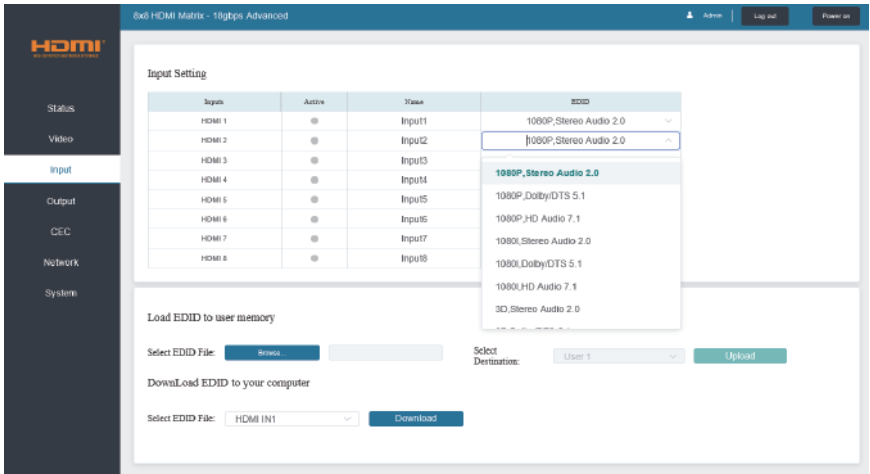 8x8 HDMI Matrix - 18gbps Advanced
Admin
Log out
Power on
HDMI
Status
Video
Input
Output
CEC
Network
System
Input Setting
Inputs Active Name EDID
HDMI 1 Input1 1080P,Stereo Audio 2.0
HDMI 2 Input2 1080P,Stereo Audio 2.0
HDMI 3 Input3
HDMI 4 Input4
HDMI 5 Input5
HDMI 6 Input6
HDMI 7 Input7
HDMI 8 Input8
1080P,Stereo Audio 2.0
1080P,Dolby/DTS 5.1
1080P,HD Audio 7.1
1080I,Stereo Audio 2.0
1080I,Dolby/DTS 5.1
1080I,HD Audio 7.1
3D,Stereo Audio 2.0
Load EDID to user memory
Select EDID File: Browse...
Select
Destination:
User 1
Upload
DownLoad EDID to your computer
Select EDID File: HDMI IN1 Download